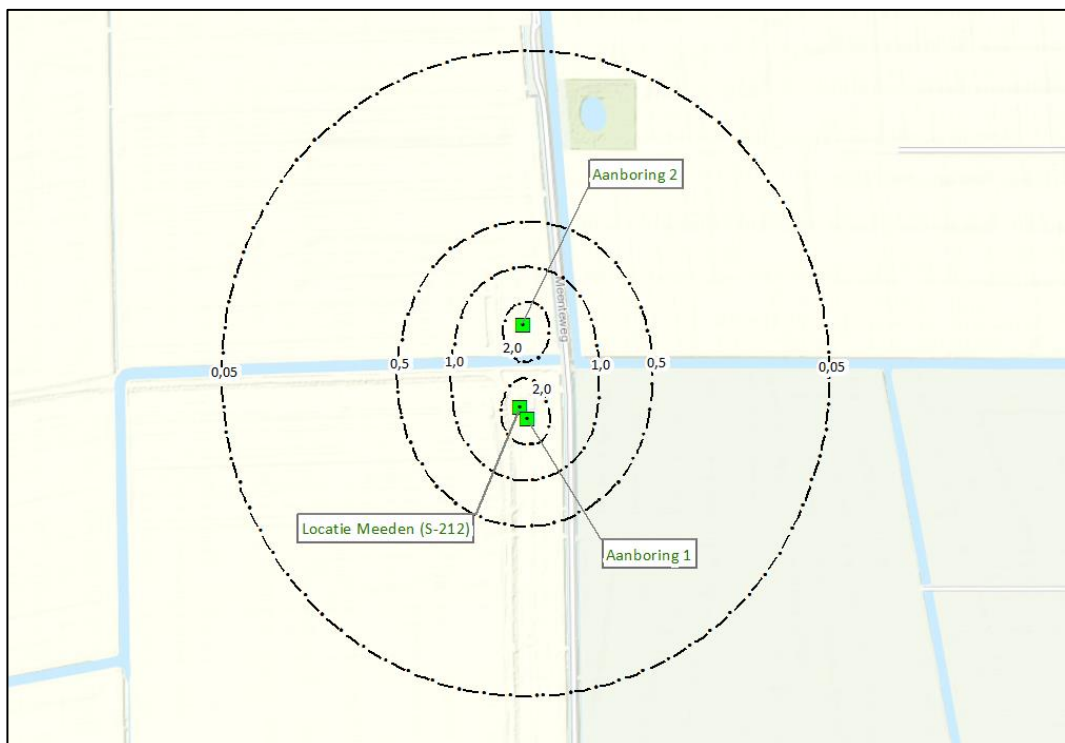 Aanboring 2
Meenteweg
2,0
0,05
0,5
1,0
1,0
0,5
0,05
2,0
Locatie Meeden (S-212)
Aanboring 1